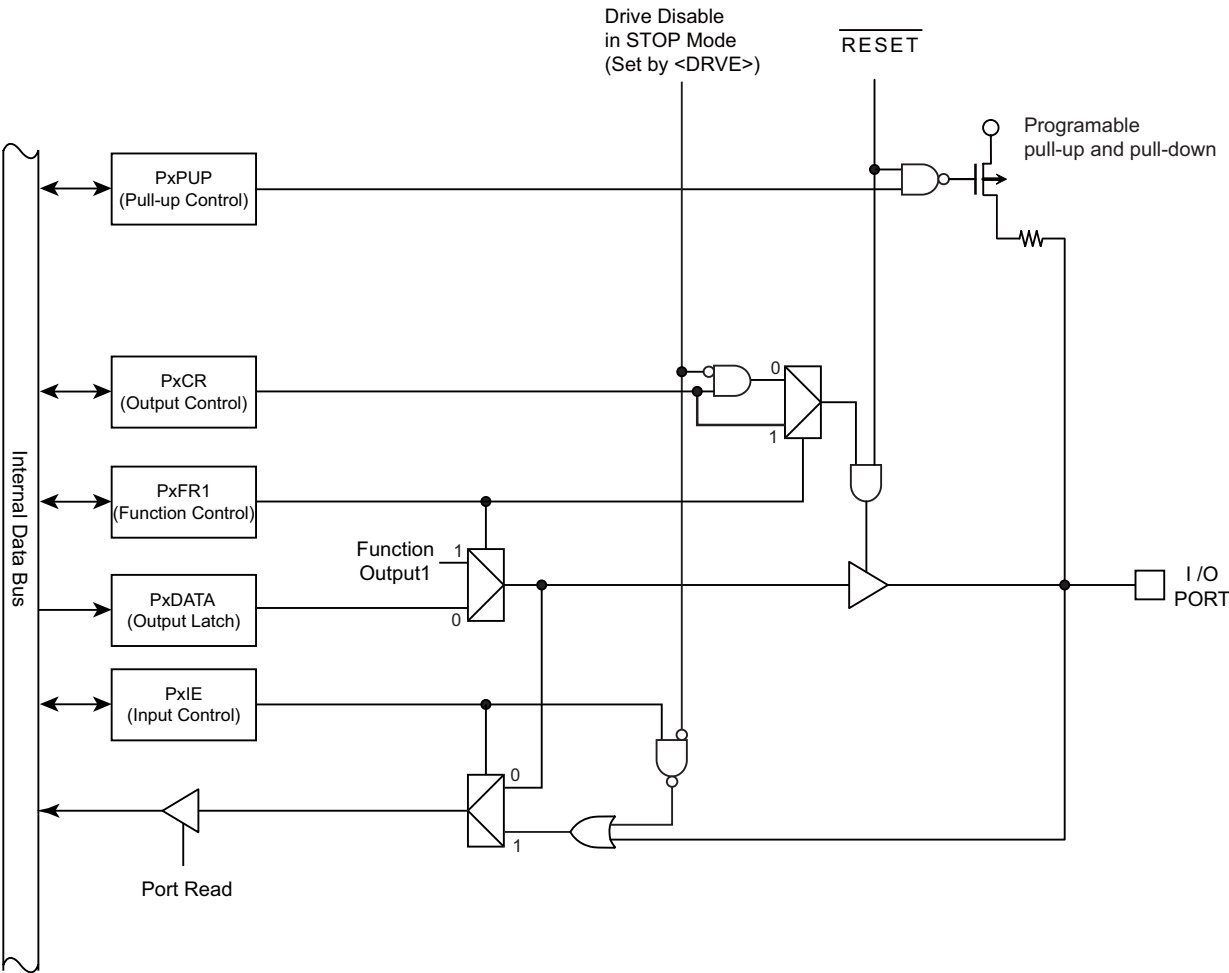 Drive Disable
in STOP Mode
(Set by <DRVE>)
RESET
Programable
pull-up and pull-down
PxPUP
(Pull-up Control)
PxCR
(Output Control)
0
1
PxFR1
(Function Control)
Internal Data Bus
Function
Output1
1
0
PxDATA
(Output Latch)
I /O
PORT
PxIE
(Input Control)
0
1
Port Read